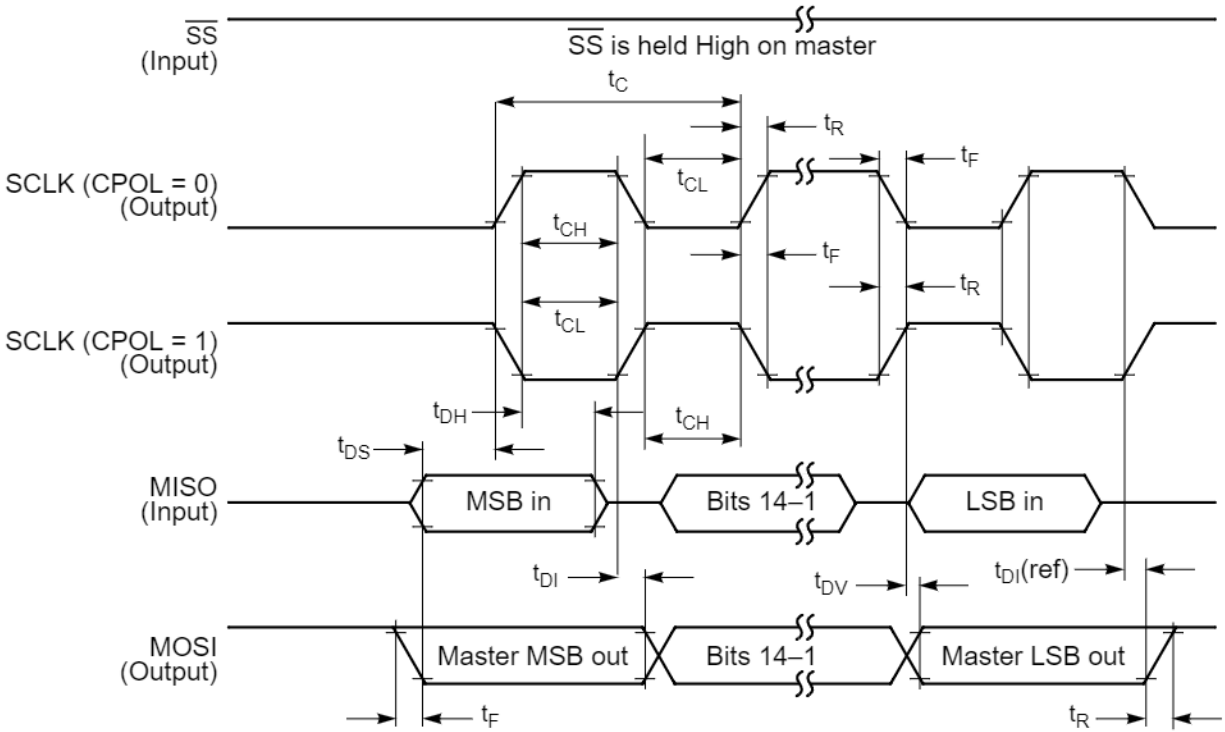 SS
(Input)
SS is held High on master
tC
tR
tCL
tF
SCLK (CPOL = 0)
(Output)
tCH
tF
tR
tCL
SCLK (CPOL = 1)
(Output)
tDH
tCH
tDS
MISO
(Input)
MSB in
Bits 14–1
LSB in
tDI
tDV
tDI(ref)
MOSI
(Output)
Master MSB out
Bits 14–1
Master LSB out
tF
tR